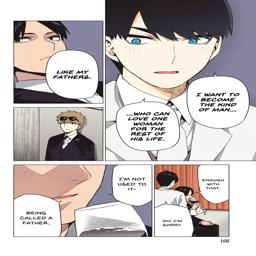 LIKE MY
FATHERS.
I WANT TO
BECOME
THE KIND
OF MAN...
...WHO CAN
LOVE ONE
WOMAN
FOR THE
REST OF
HIS LIFE.
I'M NOT
USED TO
IT-
BEING
CALLED A
FATHER.
ENOUGH
WITH
THAT.
OH! I'M
SORRY.
166